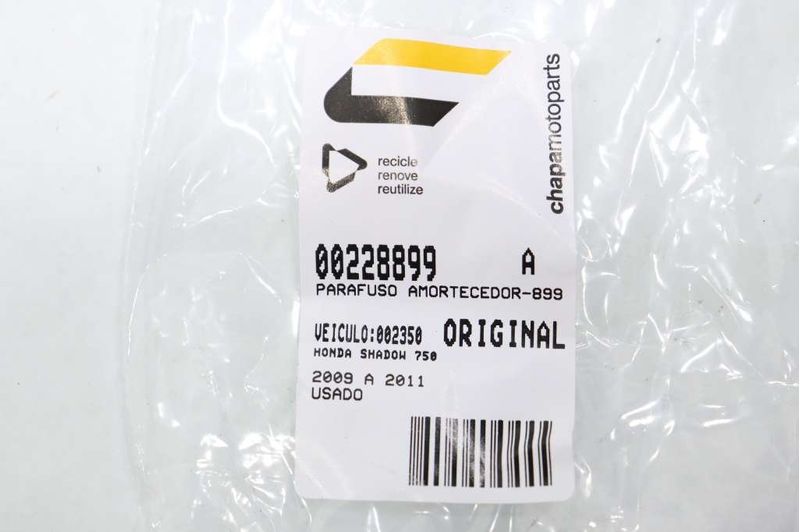 chapamotoparts
recicle
renove
reutilize
00228899 A
PARAFUSO AMORTECEDOR-899
VEICULO:002350 ORIGINAL
HONDA SHADOW 750
2009 A 2011
USADO